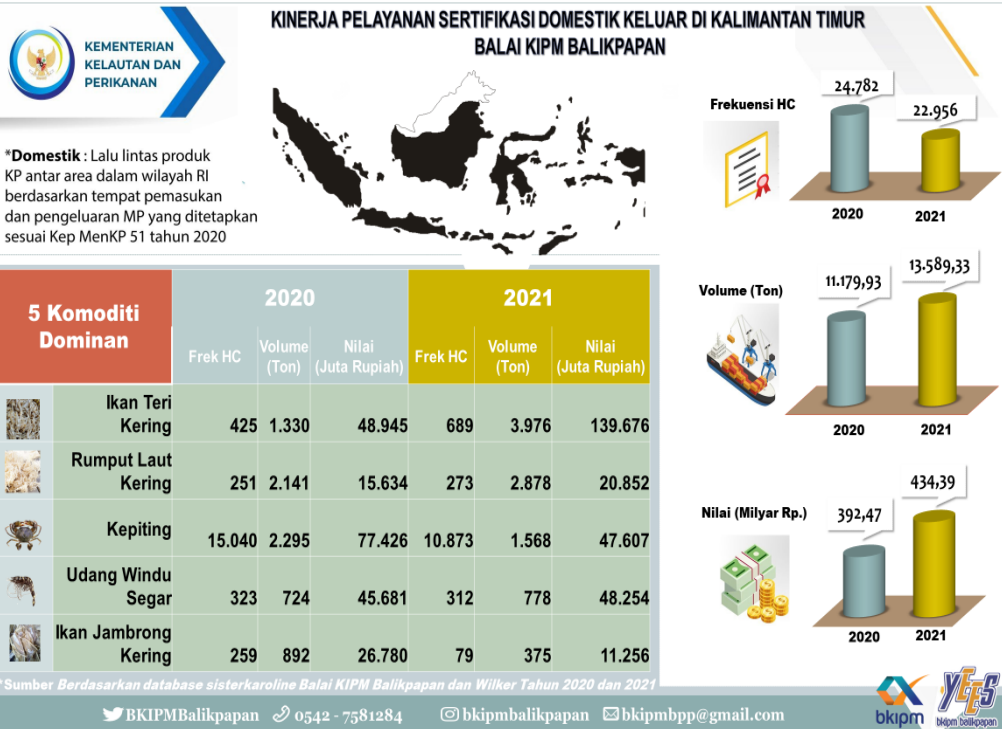 KINERJA PELAYANAN SERTIFIKASI DOMESTIK KELUAR DI KALIMANTAN TIMUR
BALAI KIPM BALIKPAPAN
KEMENTERIAN
KELAUTAN DAN
PERIKANAN
*Domestik : Lalu lintas produk
KP antar area dalam wilayah RI
berdasarkan tempat pemasukan
dan pengeluaran MP yang ditetapkan
sesuai Kep MenKP 51 tahun 2020
Frekuensi HC
24.782
22.956
2020
2021
Volume (Ton)
11.179,93
13.589,33
2020
2021
Nilai (Milyar Rp.)
392,47
434,39
2020
2021
5 Komoditi
Dominan
2020
2021
Frek HC
Volume
(Ton)
Nilai
(Juta Rupiah)
Frek HC
Volume
(Ton)
Nilai
(Juta Rupiah)
Ikan Teri
Kering 425 1.330 48.945 689 3.976 139.676
Rumput Laut
Kering 251 2.141 15.634 273 2.878 20.852
Kepiting
15.040 2.295 77.426 10.873 1.568 47.607
Udang Windu
Segar 323 724 45.681 312 778 48.254
Ikan Jambrong
Kering 259 892 26.780 79 375 11.256
*Sumber Berdasarkan database sisterkaroline Balai KIPM Balikpapan dan Wilker Tahun 2020 dan 2021
BKIPMBalikpapan 0542 - 7581284 bkipmbalikpapan bkipmbpp@gmail.com
bkipm
YEES
bkipm balikpapan